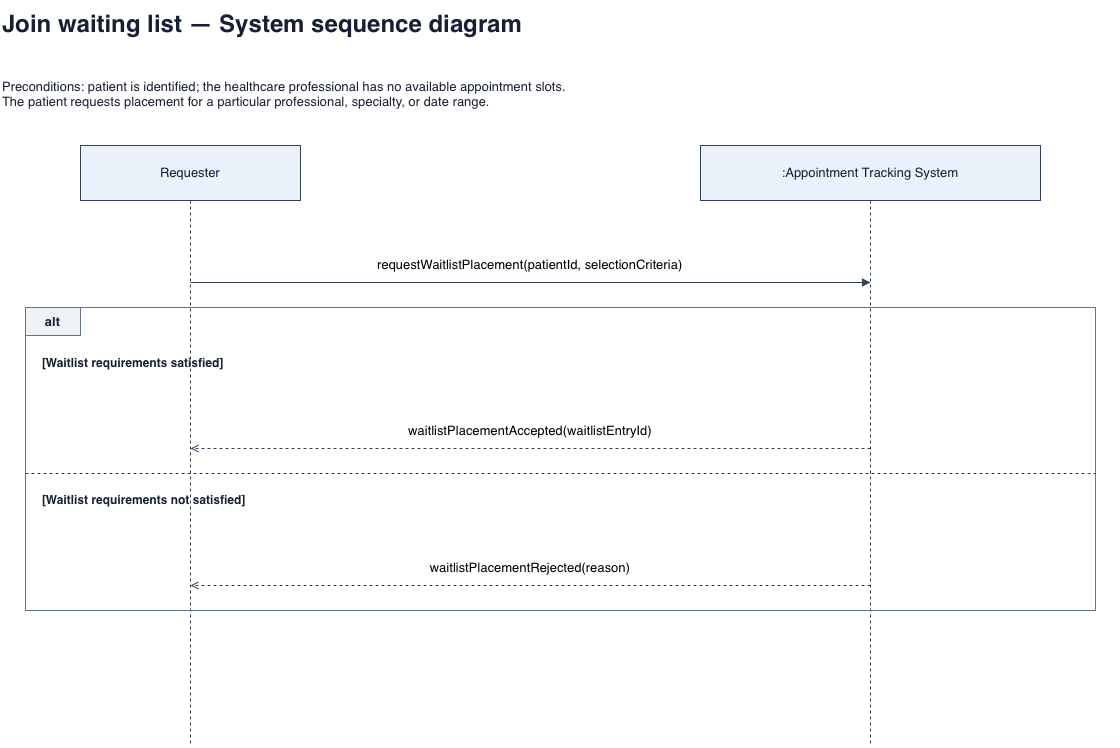 Join waiting list — System sequence diagram
Preconditions: patient is identified; the healthcare professional has no available appointment slots.
The patient requests placement for a particular professional, specialty, or date range.
Requester
:Appointment Tracking System
requestWaitlistPlacement(patientId, selectionCriteria)
alt
[Waitlist requirements satisfied]
waitlistPlacementAccepted(waitlistEntryId)
[Waitlist requirements not satisfied]
waitlistPlacementRejected(reason)